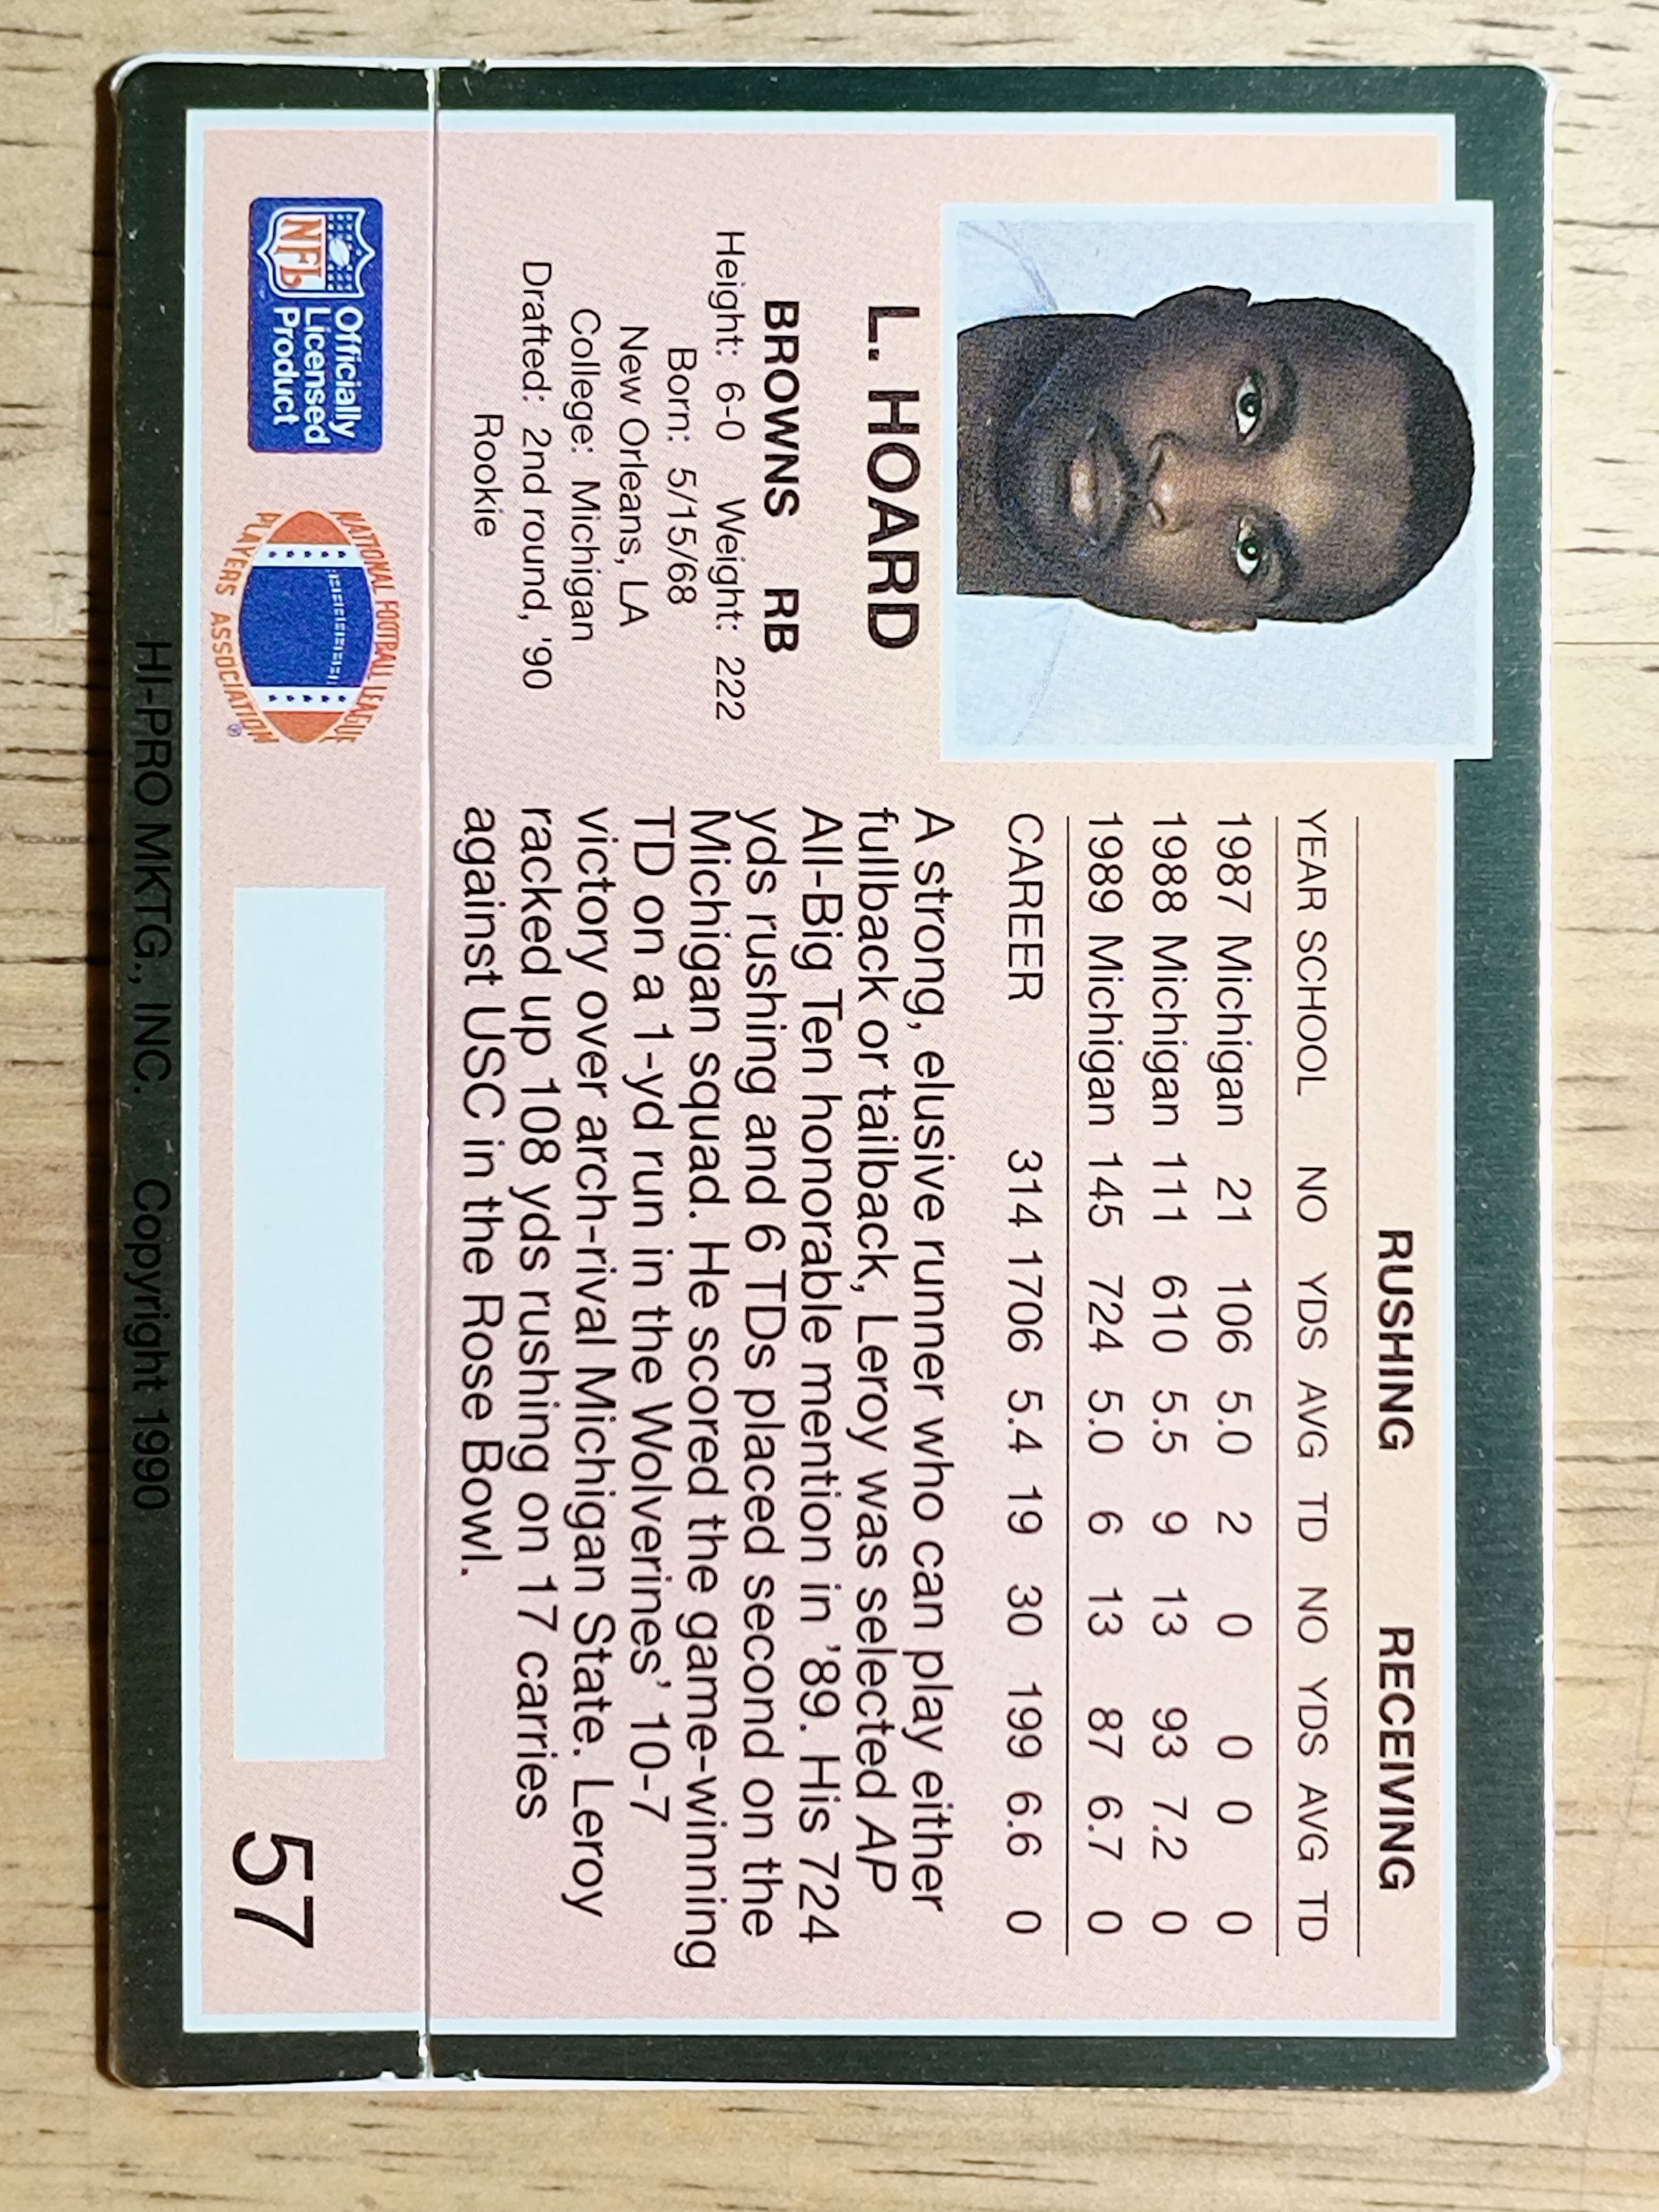 RUSHING RECEIVING
YEAR SCHOOL NO YDS AVG TD NO YDS AVG TD
1987 Michigan 21 106 5.0 2 0 0 0 0
1988 Michigan 111 610 5.5 9 13 93 7.2 0
1989 Michigan 145 724 5.0 6 13 87 6.7 0
CAREER 314 1706 5.4 19 30 199 6.6 0
L. HOARD
BROWNS RB
Height: 6-0 Weight: 222
Born: 5/15/68
New Orleans, LA
College: Michigan
Drafted: 2nd round, '90
Rookie
A strong, elusive runner who can play either
fullback or tailback, Leroy was selected AP
All-Big Ten honorable mention in '89. His 724
yds rushing and 6 TDs placed second on the
Michigan squad. He scored the game-winning
TD on a 1-yd run in the Wolverines' 10-7
victory over arch-rival Michigan State. Leroy
racked up 108 yds rushing on 17 carries
against USC in the Rose Bowl.
NFL
Officially
Licensed
Product
NATIONAL FOOTBALL LEAGUE
PLAYERS ASSOCIATION®
57
HI-PRO MKTG., INC. Copyright 1990